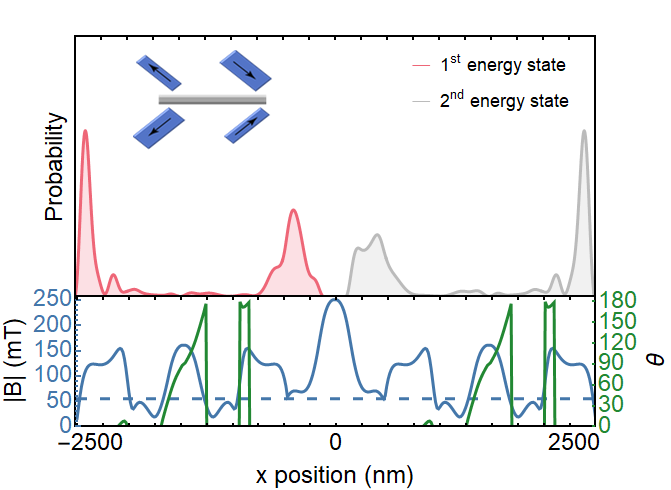 1st energy state
2nd energy state
Probability
250
200
150
100
50
0
|B| (mT)
180
150
120
90
60
30
0
θ
−2500
0
2500
x position (nm)